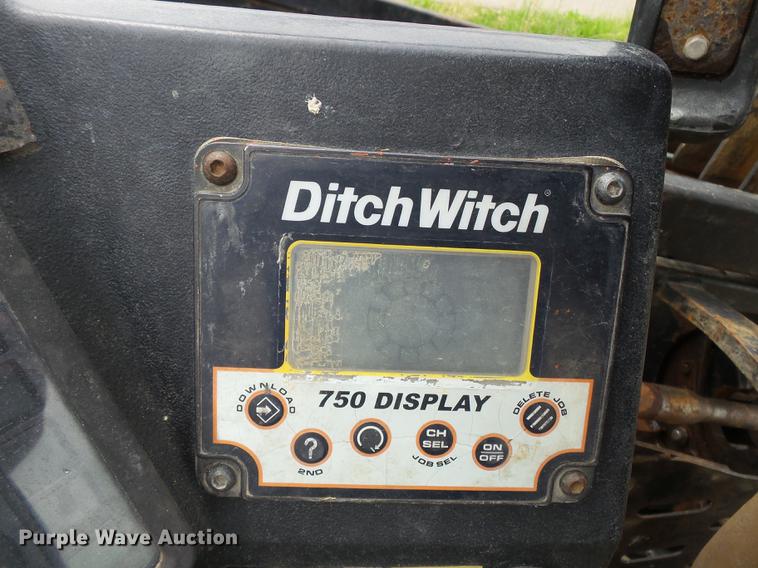 DitchWitch®
750 DISPLAY
DOWNLOAD
DELETE JOB
?
2ND
CH
SEL
JOB SEL
ON
OFF
Purple Wave Auction®